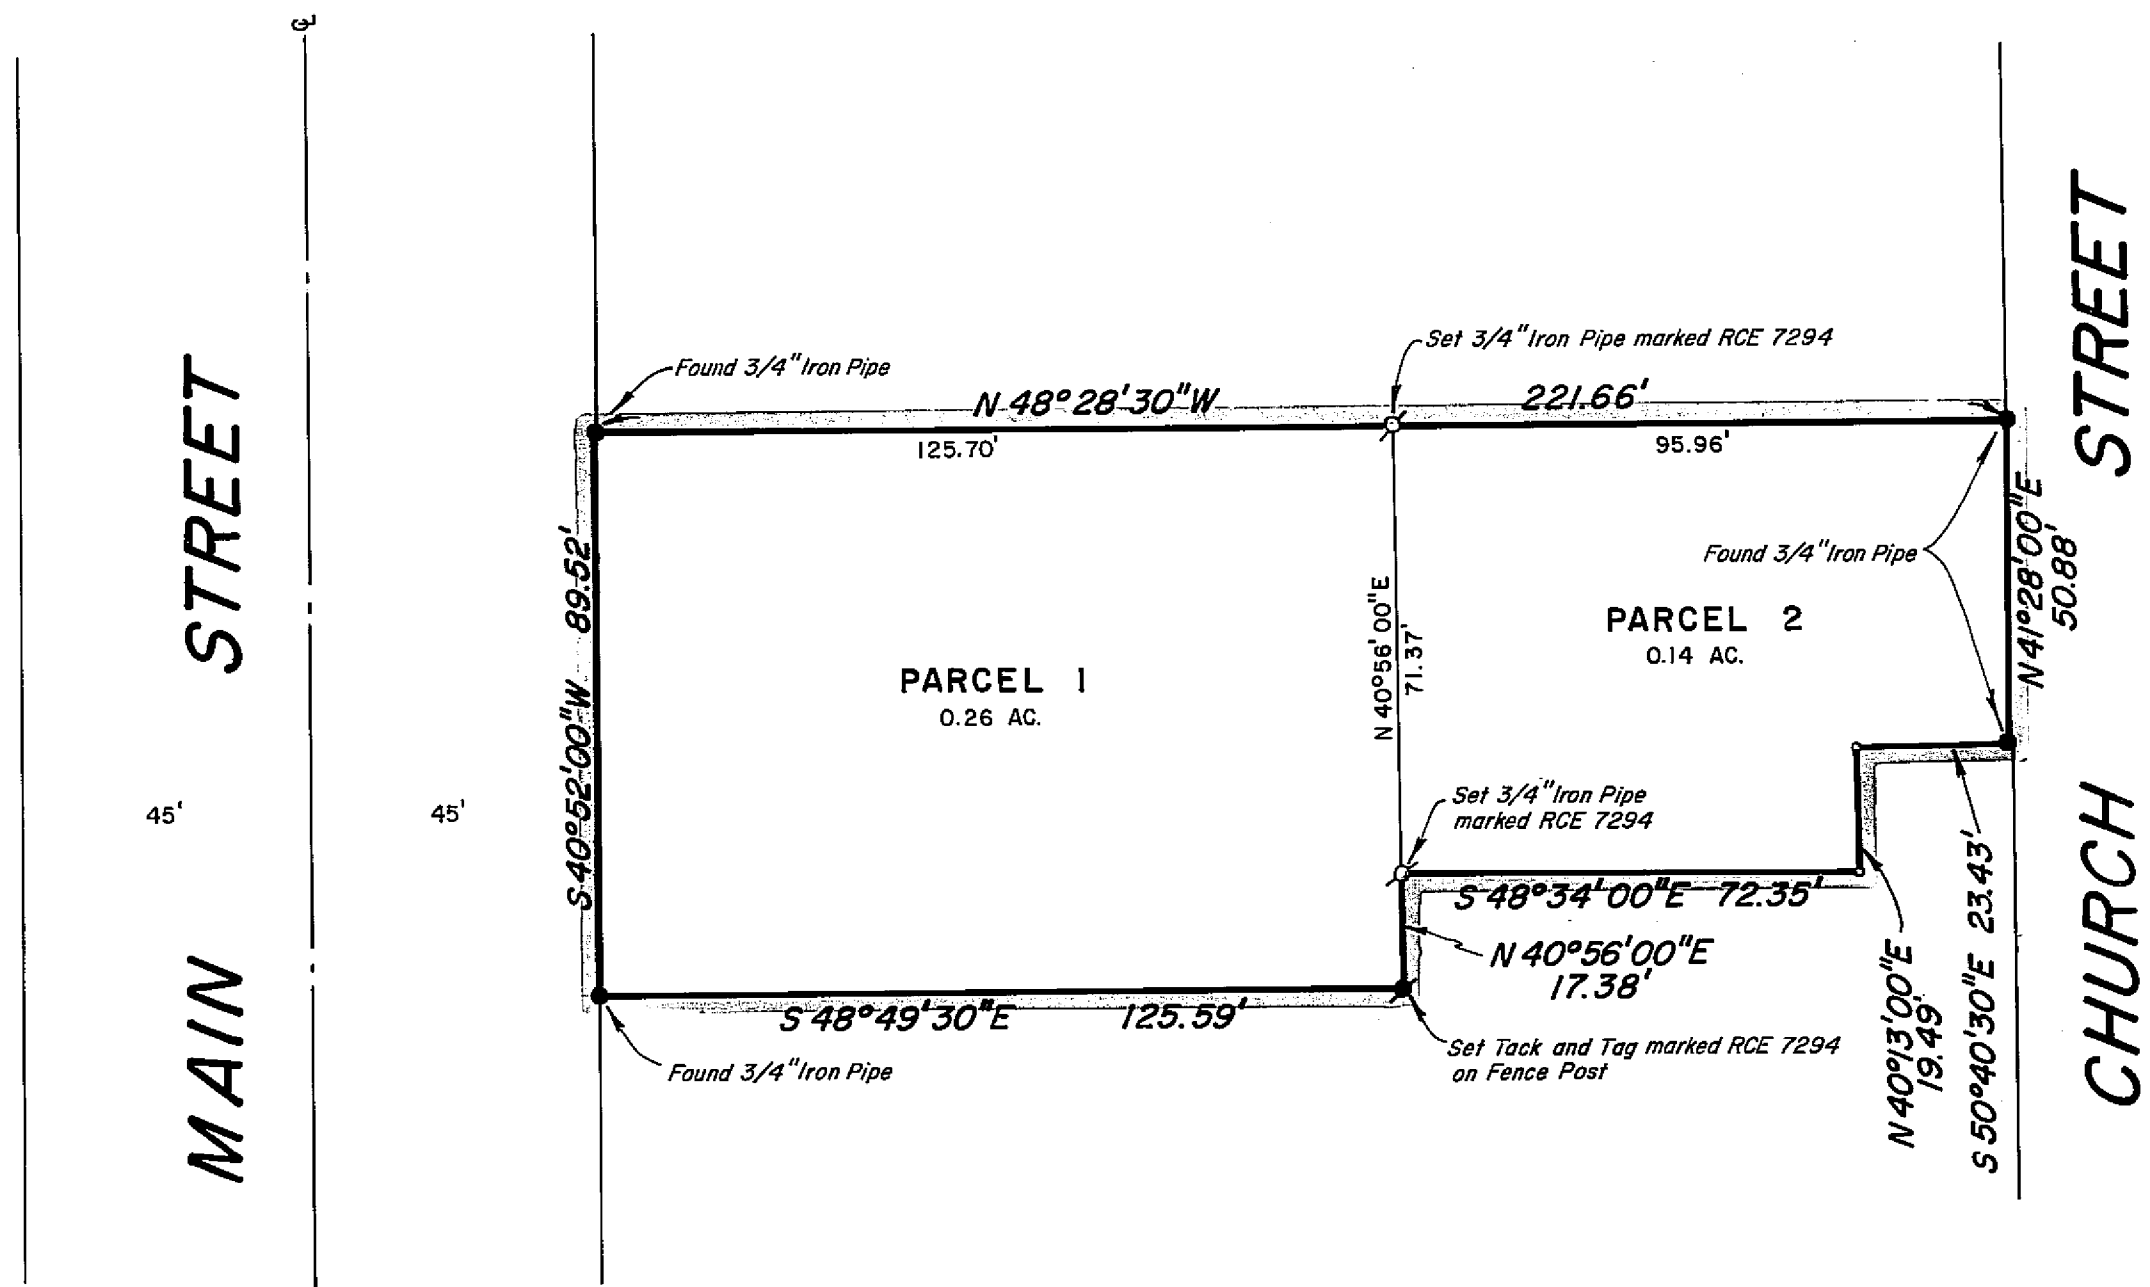 ℄
Set 3/4" Iron Pipe marked RCE 7294
Found 3/4" Iron Pipe
N 48°28'30"W 221.66'
125.70'
95.96'
MAIN STREET
CHURCH STREET
S 40°52'00"W 89.52'
N 41°28'00"E
50.88'
Found 3/4" Iron Pipe
N 40°56'00"E
71.37'
PARCEL 2
0.14 AC.
PARCEL 1
0.26 AC.
45'
45'
Set 3/4" Iron Pipe
marked RCE 7294
S 48°34'00"E 72.35'
N 40°56'00"E
17.38'
N 40°13'00"E
19.49'
S 50°40'30"E 23.43'
S 48°49'30"E 125.59'
Set Tack and Tag marked RCE 7294
on Fence Post
Found 3/4" Iron Pipe